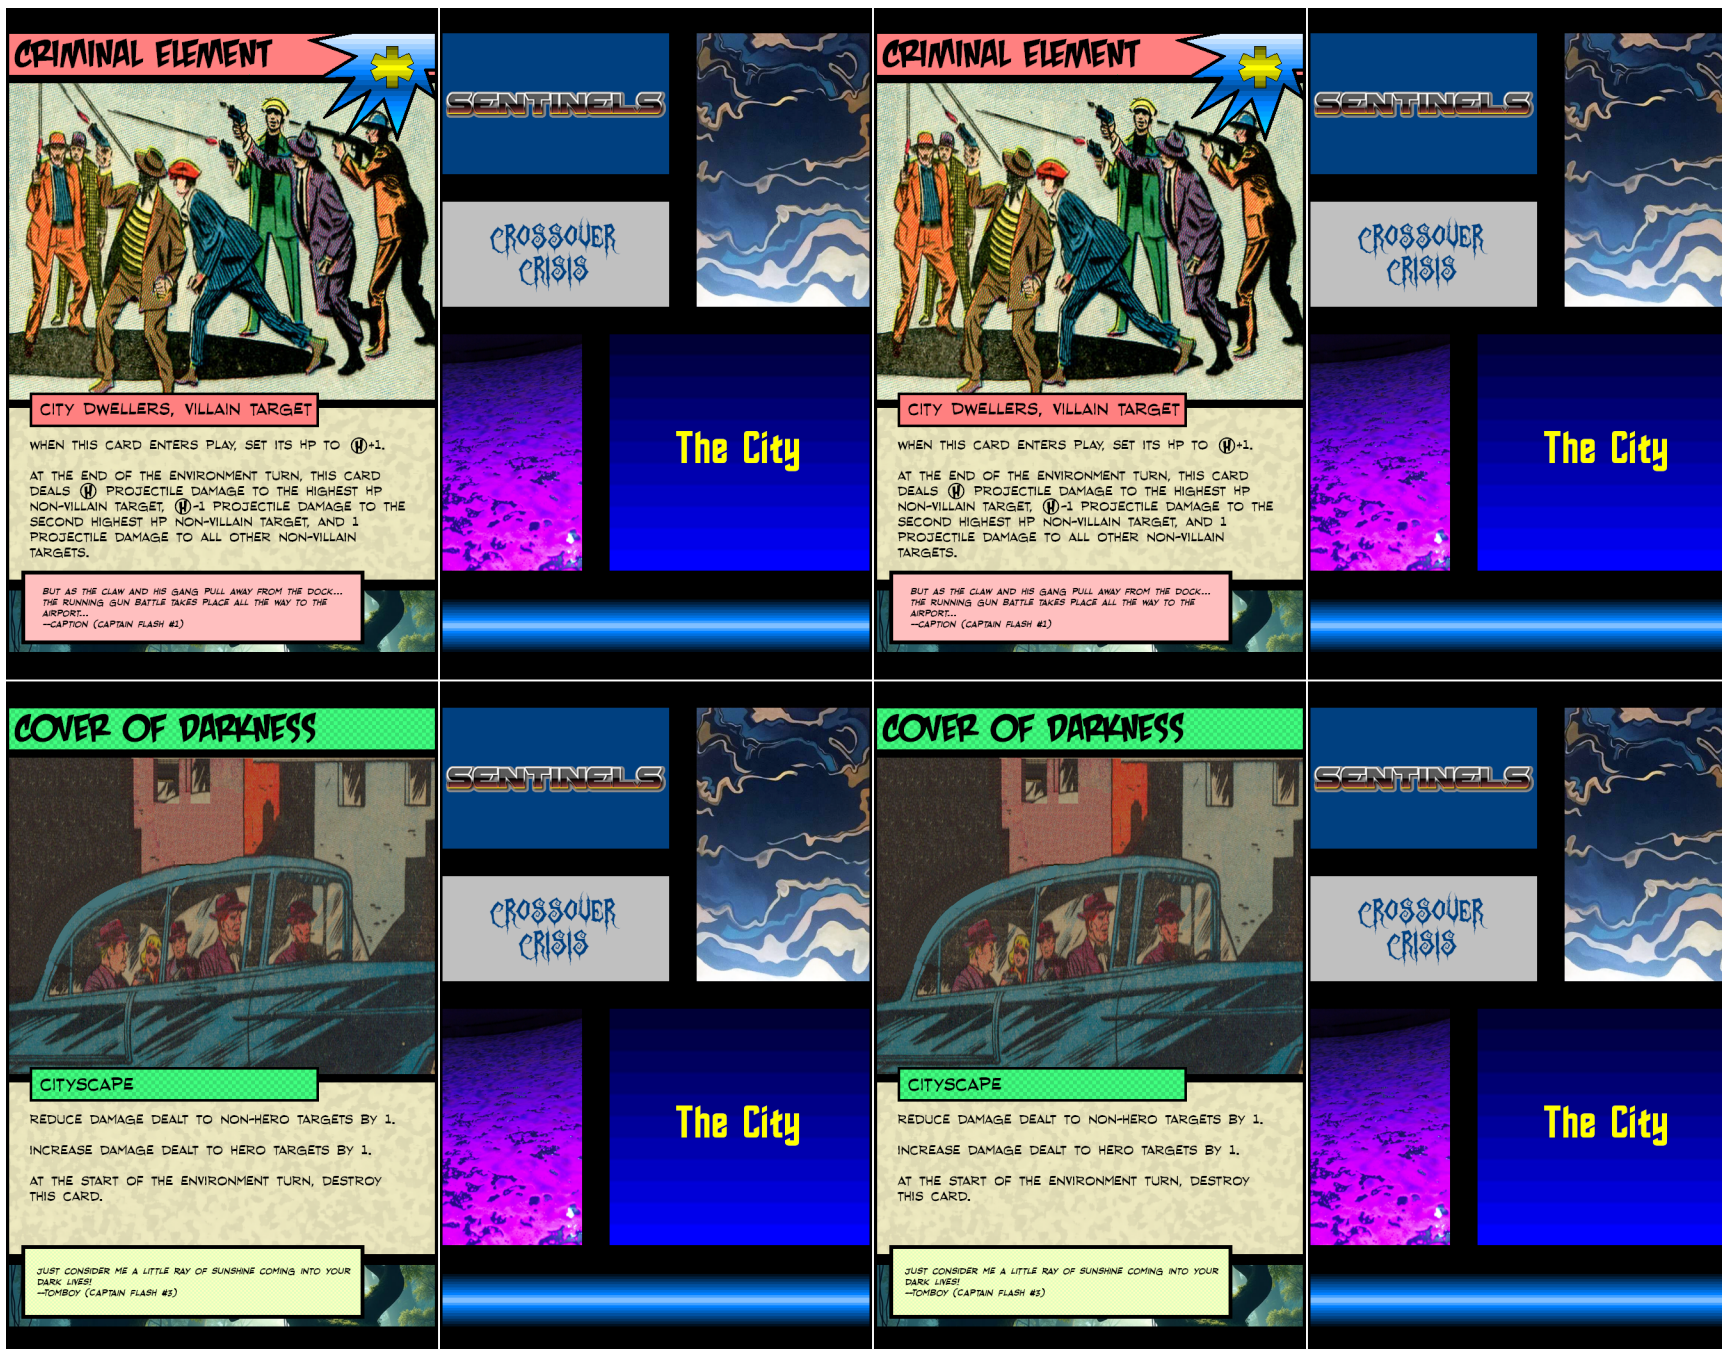 CRIMINAL ELEMENT
CITY DWELLERS, VILLAIN TARGET
WHEN THIS CARD ENTERS PLAY, SET ITS HP TO Ⓗ+1.
AT THE END OF THE ENVIRONMENT TURN, THIS CARD
DEALS Ⓗ PROJECTILE DAMAGE TO THE HIGHEST HP
NON-VILLAIN TARGET, Ⓗ-1 PROJECTILE DAMAGE TO THE
SECOND HIGHEST HP NON-VILLAIN TARGET, AND 1
PROJECTILE DAMAGE TO ALL OTHER NON-VILLAIN
TARGETS.
BUT AS THE CLAW AND HIS GANG PULL AWAY FROM THE DOCK...
THE RUNNING GUN BATTLE TAKES PLACE ALL THE WAY TO THE
AIRPORT...
--CAPTION (CAPTAIN FLASH #1)
SENTINELS
CROSSOVER
CRISIS
The City
CRIMINAL ELEMENT
CITY DWELLERS, VILLAIN TARGET
WHEN THIS CARD ENTERS PLAY, SET ITS HP TO Ⓗ+1.
AT THE END OF THE ENVIRONMENT TURN, THIS CARD
DEALS Ⓗ PROJECTILE DAMAGE TO THE HIGHEST HP
NON-VILLAIN TARGET, Ⓗ-1 PROJECTILE DAMAGE TO THE
SECOND HIGHEST HP NON-VILLAIN TARGET, AND 1
PROJECTILE DAMAGE TO ALL OTHER NON-VILLAIN
TARGETS.
BUT AS THE CLAW AND HIS GANG PULL AWAY FROM THE DOCK...
THE RUNNING GUN BATTLE TAKES PLACE ALL THE WAY TO THE
AIRPORT...
--CAPTION (CAPTAIN FLASH #1)
SENTINELS
CROSSOVER
CRISIS
The City
COVER OF DARKNESS
CITYSCAPE
REDUCE DAMAGE DEALT TO NON-HERO TARGETS BY 1.
INCREASE DAMAGE DEALT TO HERO TARGETS BY 1.
AT THE START OF THE ENVIRONMENT TURN, DESTROY
THIS CARD.
JUST CONSIDER ME A LITTLE RAY OF SUNSHINE COMING INTO YOUR
DARK LIVES!
--TOMBOY (CAPTAIN FLASH #3)
SENTINELS
CROSSOVER
CRISIS
The City
COVER OF DARKNESS
CITYSCAPE
REDUCE DAMAGE DEALT TO NON-HERO TARGETS BY 1.
INCREASE DAMAGE DEALT TO HERO TARGETS BY 1.
AT THE START OF THE ENVIRONMENT TURN, DESTROY
THIS CARD.
JUST CONSIDER ME A LITTLE RAY OF SUNSHINE COMING INTO YOUR
DARK LIVES!
--TOMBOY (CAPTAIN FLASH #3)
SENTINELS
CROSSOVER
CRISIS
The City